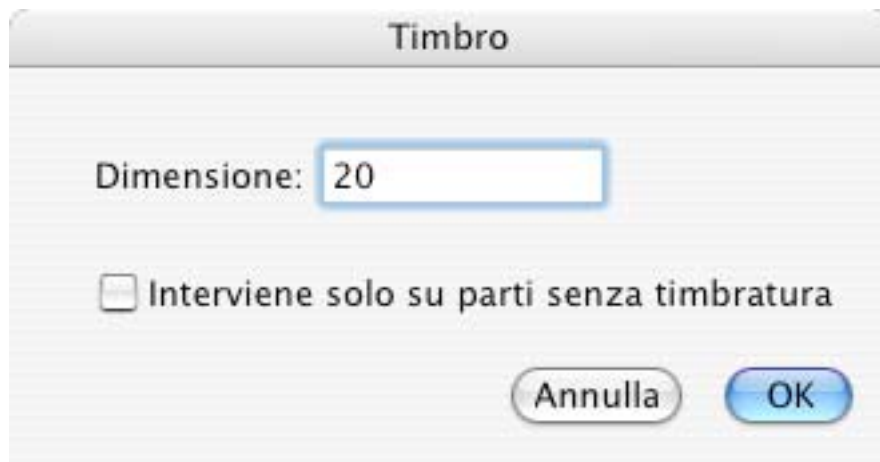 Timbro
Dimensione: 20
Interviene solo su parti senza timbratura
Annulla OK